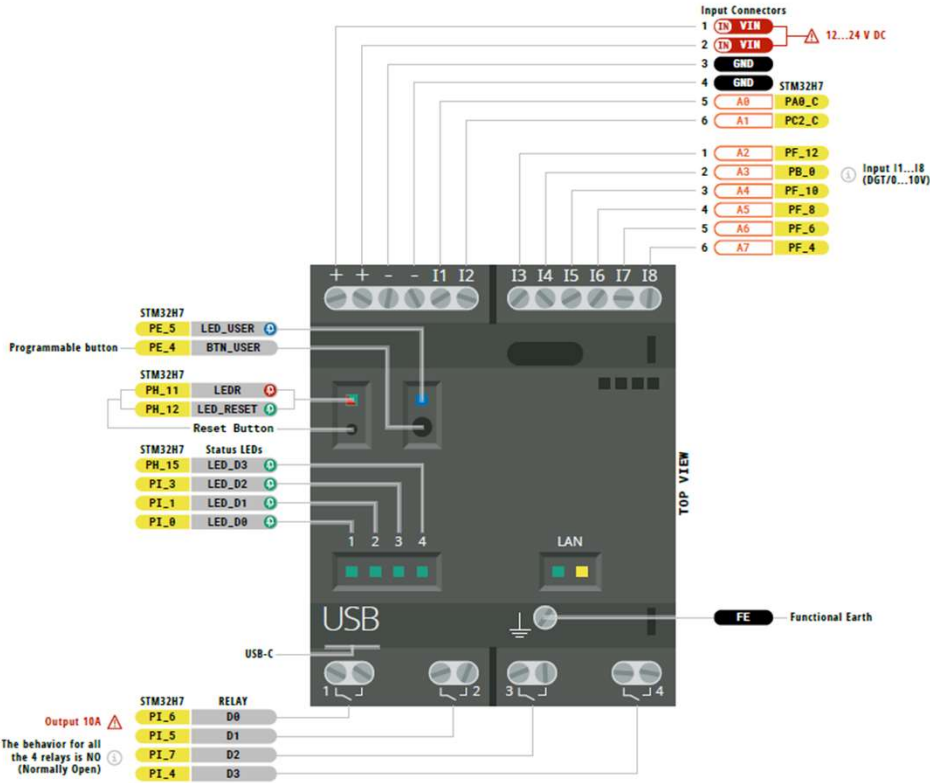 Input Connectors
1 IN VIN
2 IN VIN
12...24 V DC
3 GND
4 GND
STM32H7
5 A0 PA0_C
6 A1 PC2_C
1 A2 PF_12
2 A3 PB_0
3 A4 PF_10
4 A5 PF_8
5 A6 PF_6
6 A7 PF_4
Input I1...I8
(DGT/0...10V)
+ + - - I1 I2 I3 I4 I5 I6 I7 I8
STM32H7
PE_5 LED_USER
Programmable button PE_4 BTN_USER
STM32H7
PH_11 LEDR
PH_12 LED_RESET
Reset Button
STM32H7 Status LEDs
PH_15 LED_D3
PI_3 LED_D2
PI_1 LED_D1
PI_0 LED_D0
1 2 3 4
LAN
TOP VIEW
USB
FE Functional Earth
USB-C
1 2 3 4
STM32H7 RELAY
Output 10A
PI_6 D0
PI_5 D1
PI_7 D2
PI_4 D3
The behavior for all
the 4 relays is NO
(Normally Open)